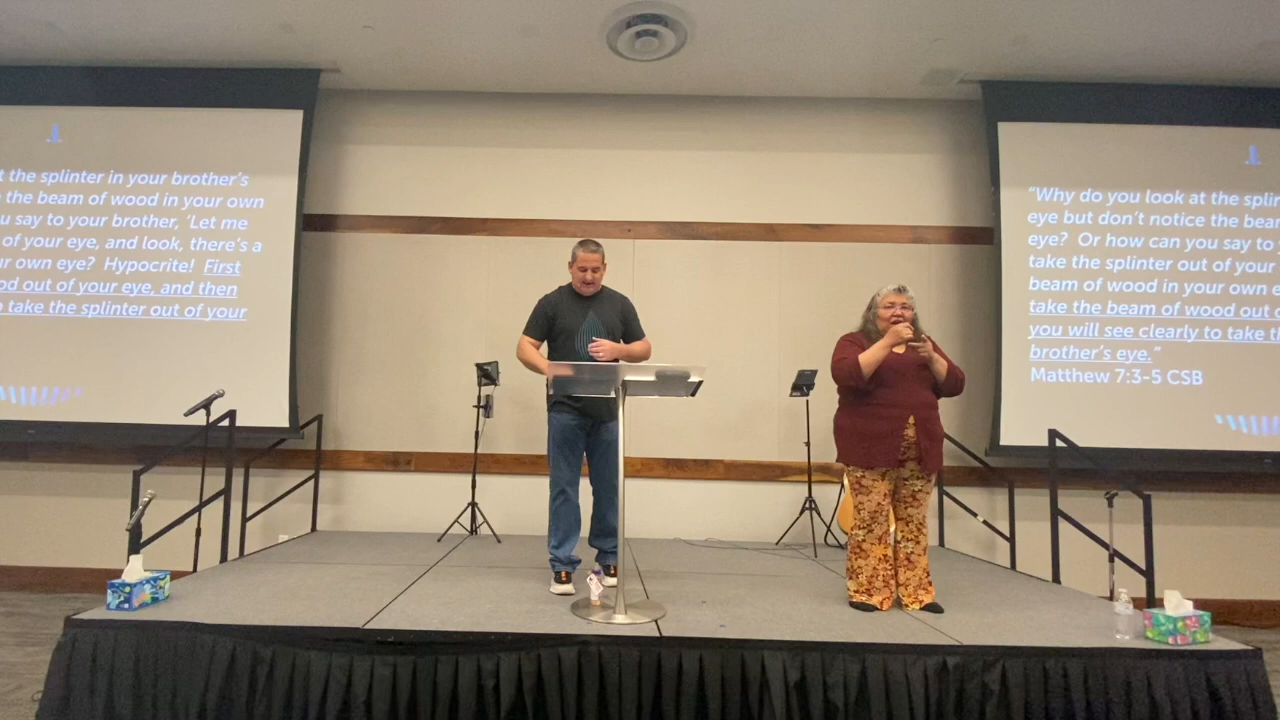 t the splinter in your brother's
the beam of wood in your own
u say to your brother, 'Let me
of your eye, and look, there's a
ur own eye? Hypocrite! First
od out of your eye, and then
take the splinter out of your
"Why do you look at the splin
eye but don't notice the bear
eye? Or how can you say to
take the splinter out of your
beam of wood in your own e
take the beam of wood out o
you will see clearly to take th
brother's eye."
Matthew 7:3-5 CSB